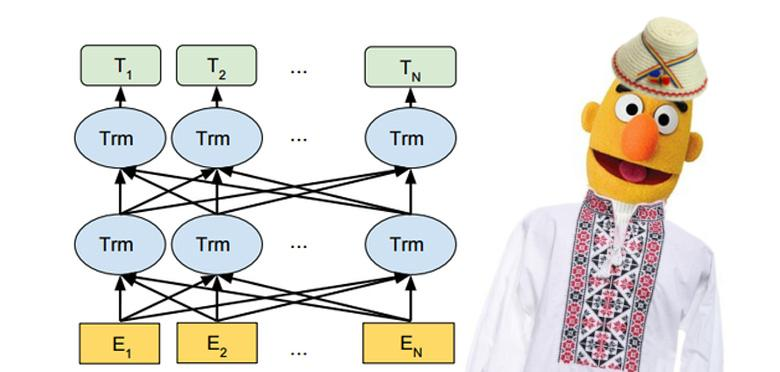 T1 T2 ... TN
Trm Trm ... Trm
Trm Trm ... Trm
E1 E2 ... EN